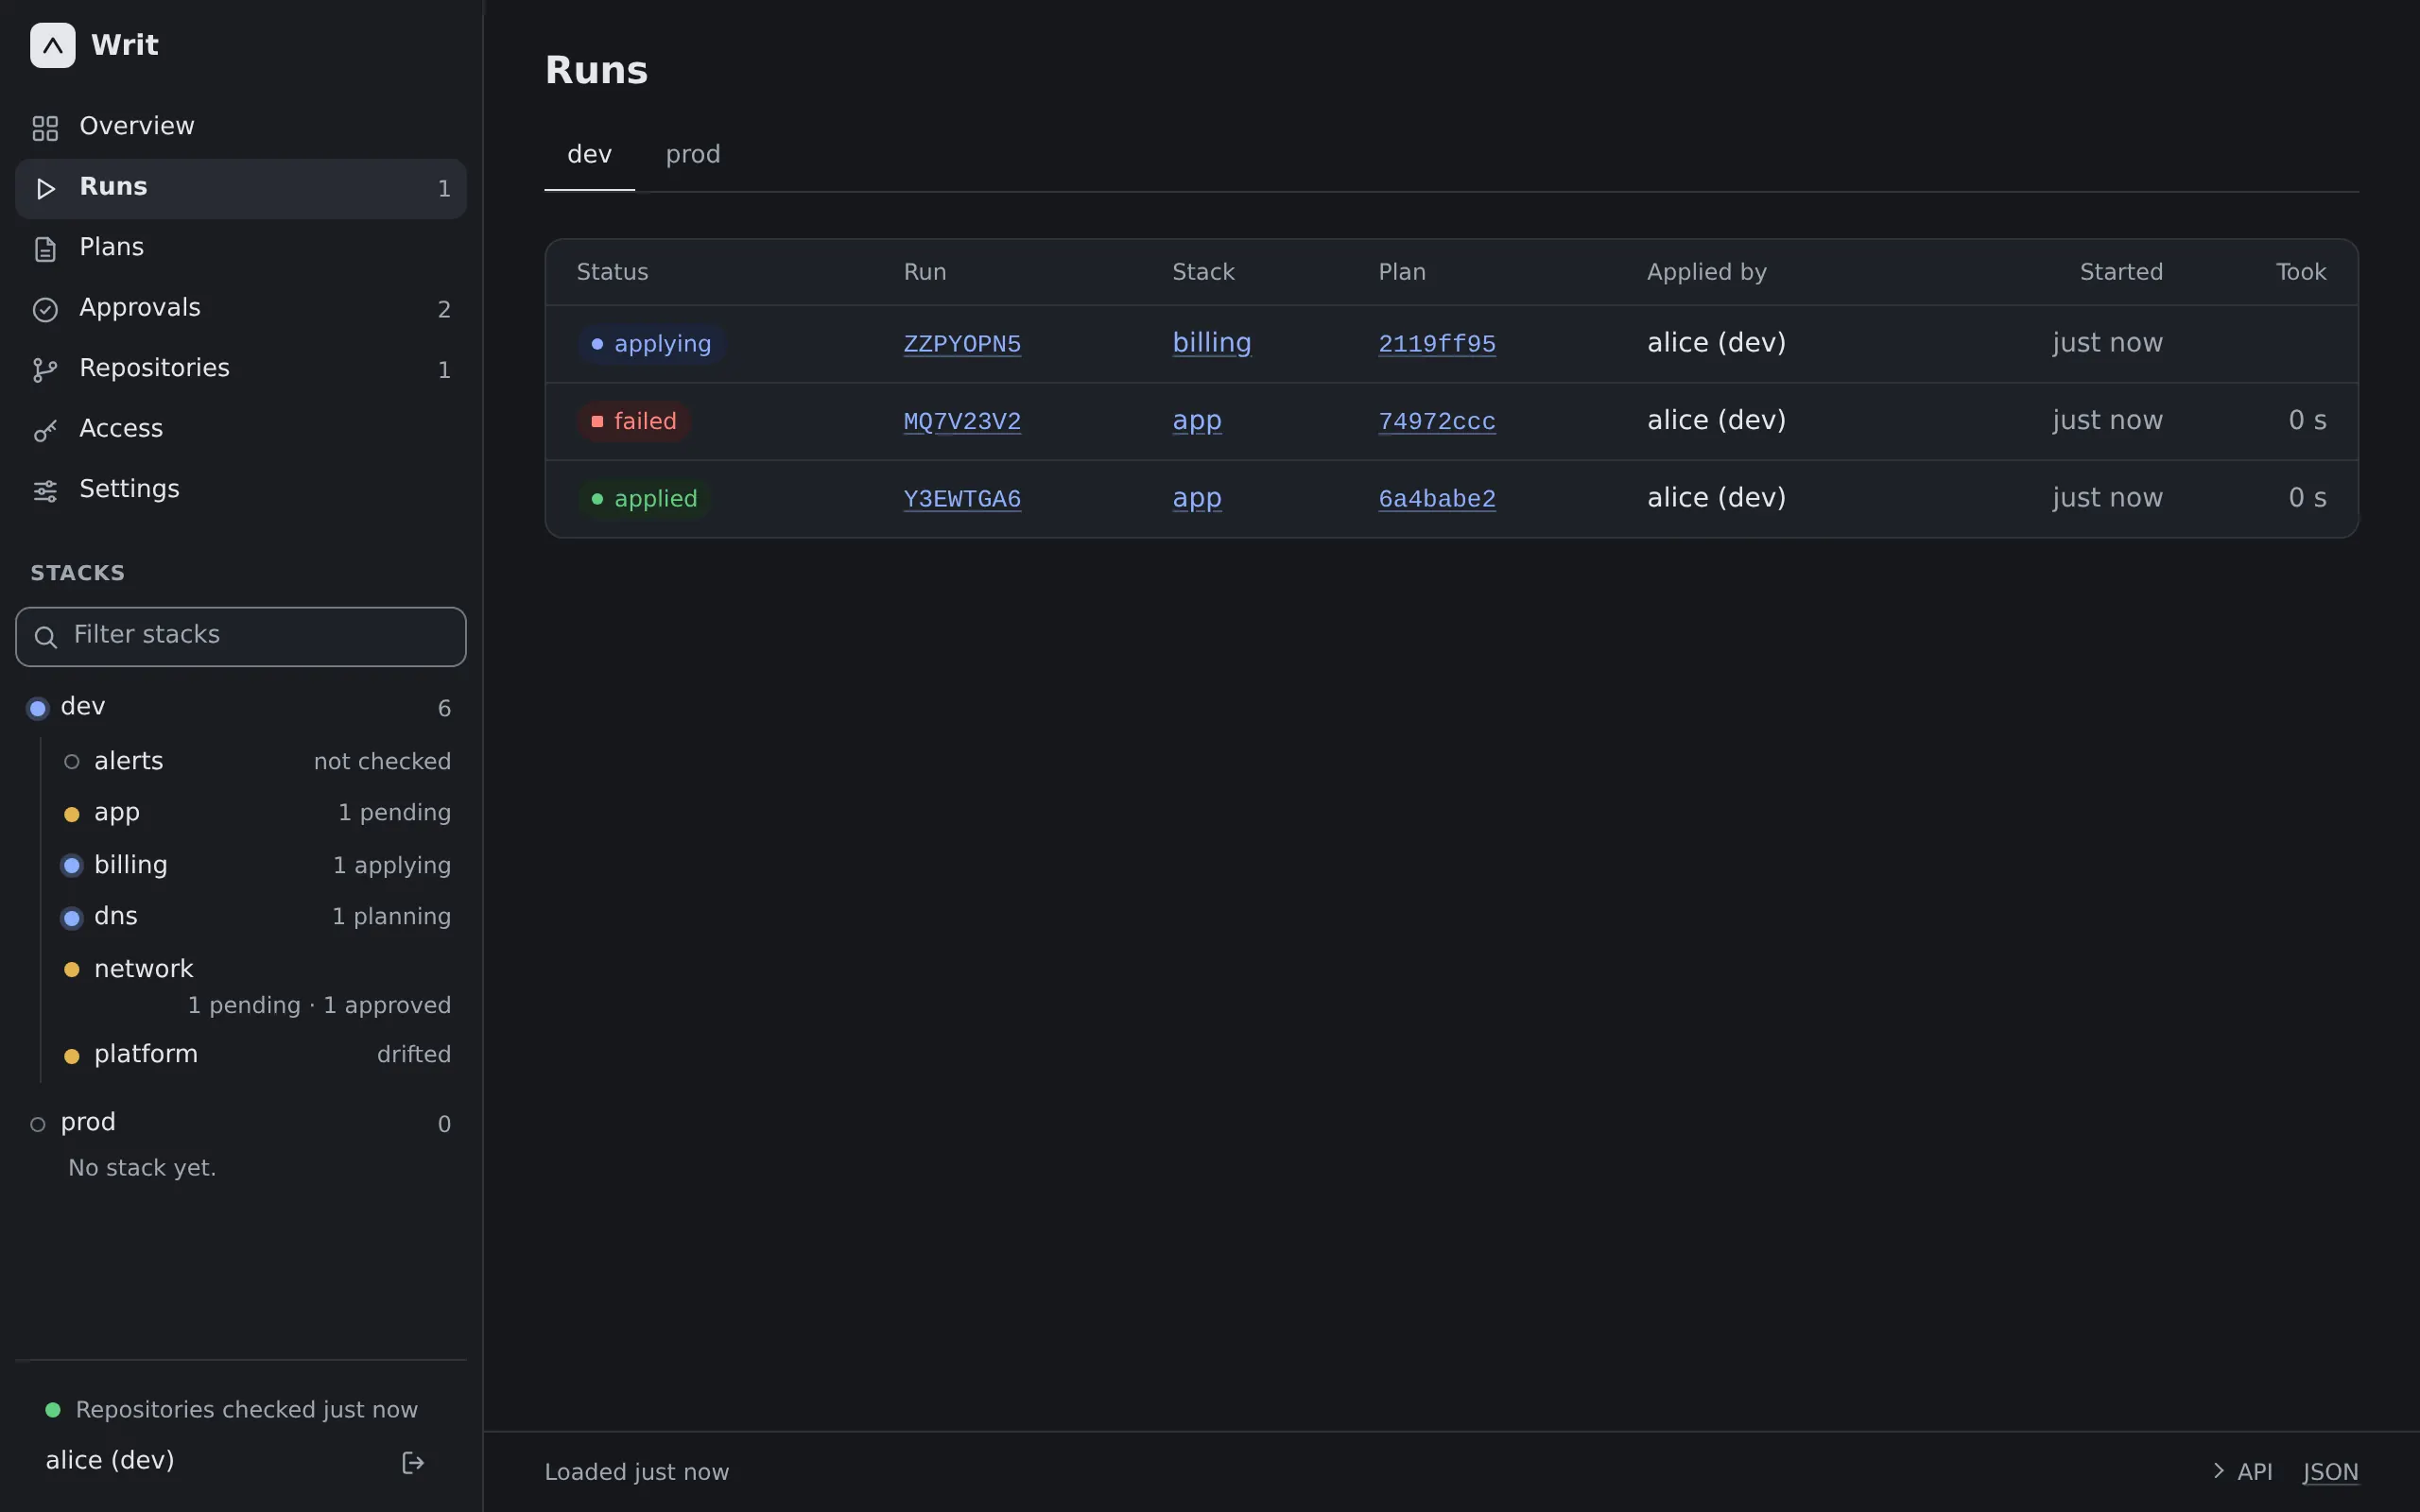 Writ
Overview
Runs 1
Plans
Approvals 2
Repositories 1
Access
Settings
STACKS
Filter stacks
dev 6
alerts not checked
app 1 pending
billing 1 applying
dns 1 planning
network
1 pending · 1 approved
platform drifted
prod 0
No stack yet.
Repositories checked just now
alice (dev)
Runs
dev prod
Status Run Stack Plan Applied by Started Took
applying ZZPYOPN5 billing 2119ff95 alice (dev) just now
failed MQ7V23V2 app 74972ccc alice (dev) just now 0 s
applied Y3EWTGA6 app 6a4babe2 alice (dev) just now 0 s
Loaded just now
API JSON